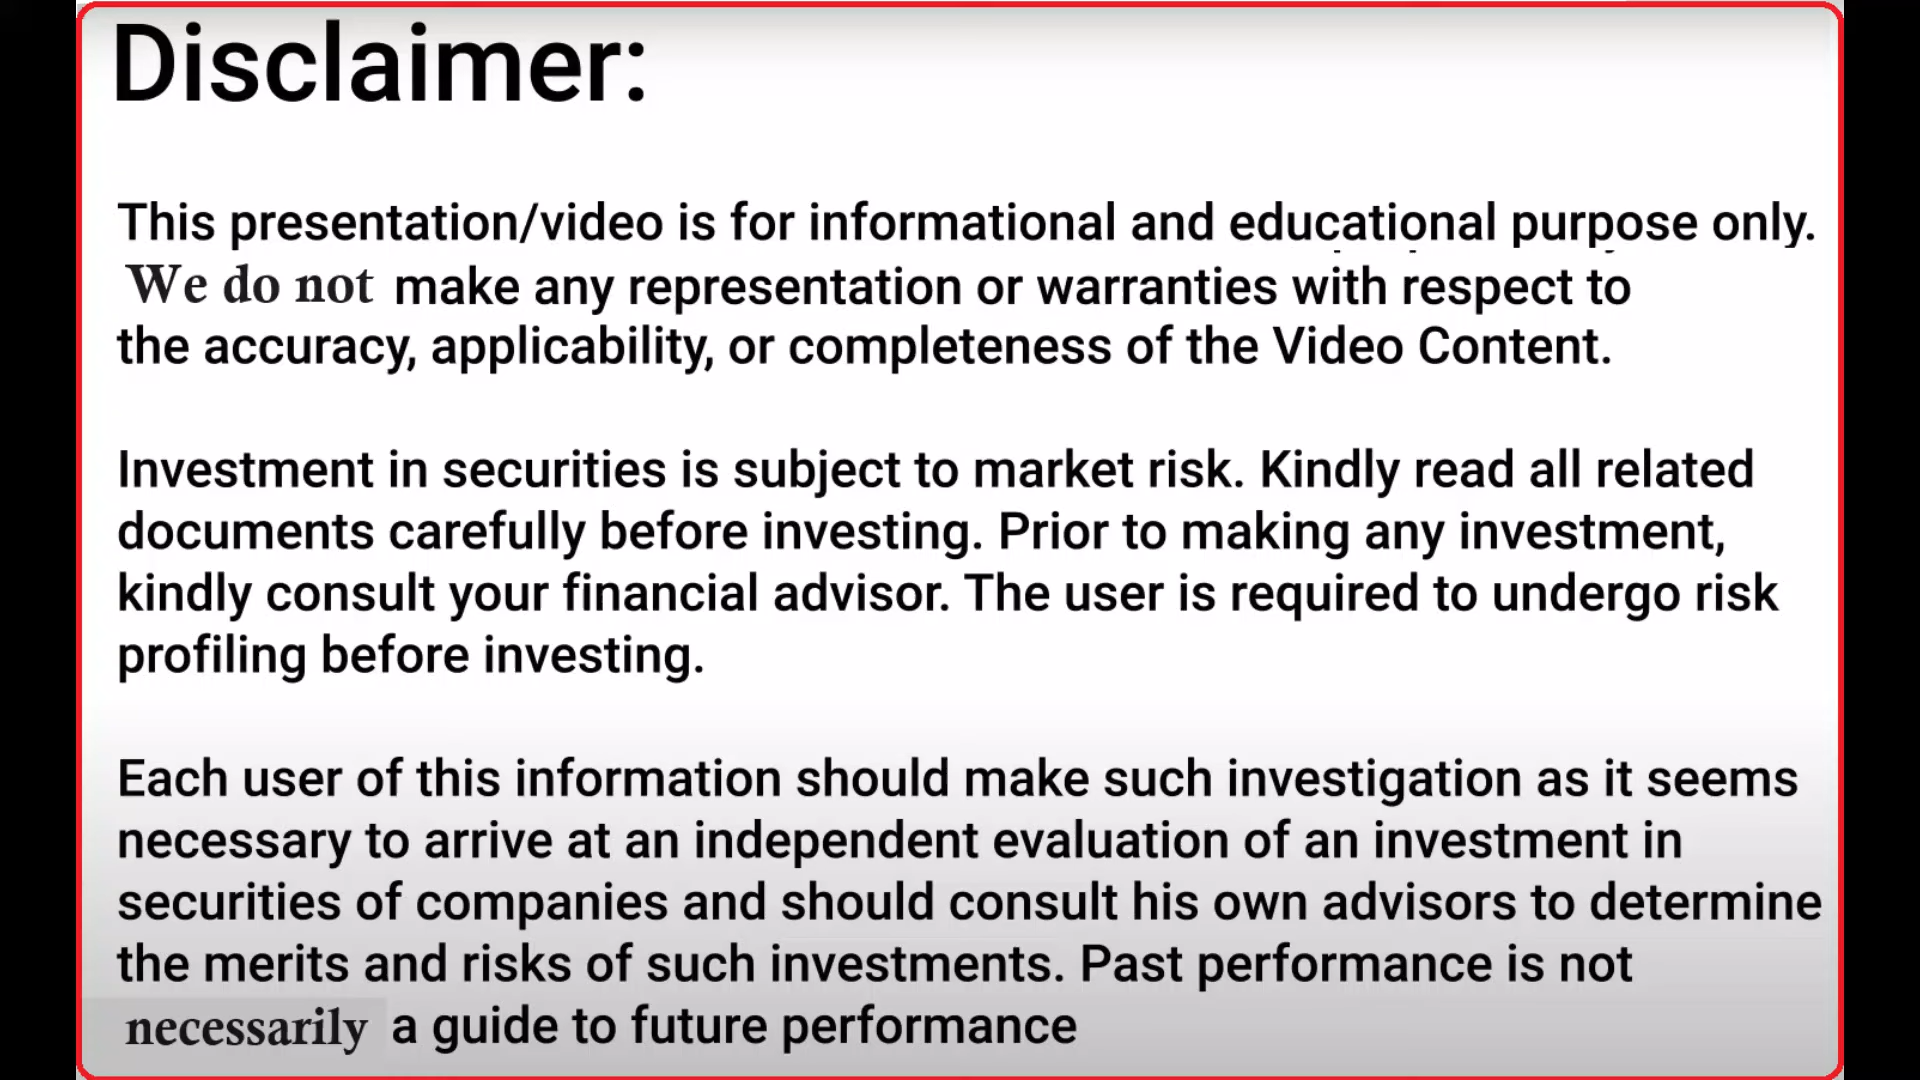 Disclaimer:
This presentation/video is for informational and educational purpose only.
We do not make any representation or warranties with respect to
the accuracy, applicability, or completeness of the Video Content.
Investment in securities is subject to market risk. Kindly read all related
documents carefully before investing. Prior to making any investment,
kindly consult your financial advisor. The user is required to undergo risk
profiling before investing.
Each user of this information should make such investigation as it seems
necessary to arrive at an independent evaluation of an investment in
securities of companies and should consult his own advisors to determine
the merits and risks of such investments. Past performance is not
necessarily a guide to future performance